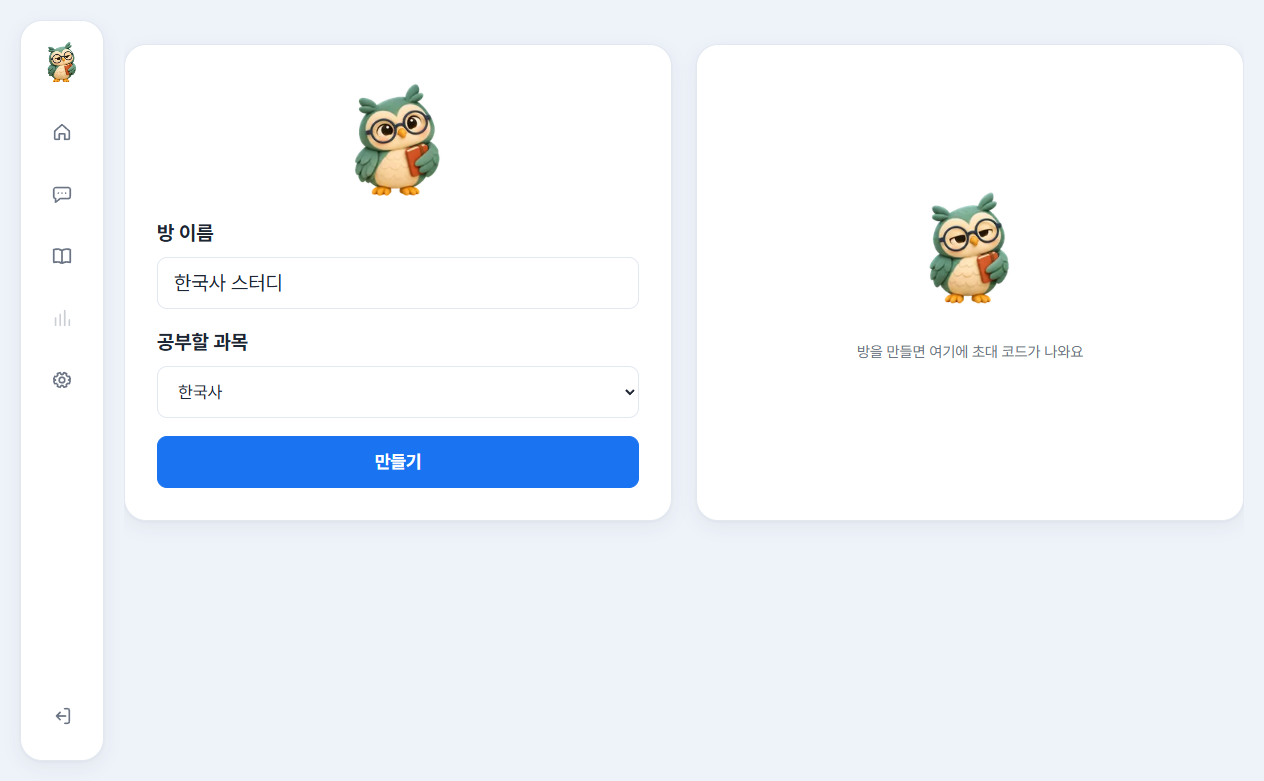 방 이름
한국사 스터디
공부할 과목
한국사
만들기
방을 만들면 여기에 초대 코드가 나와요